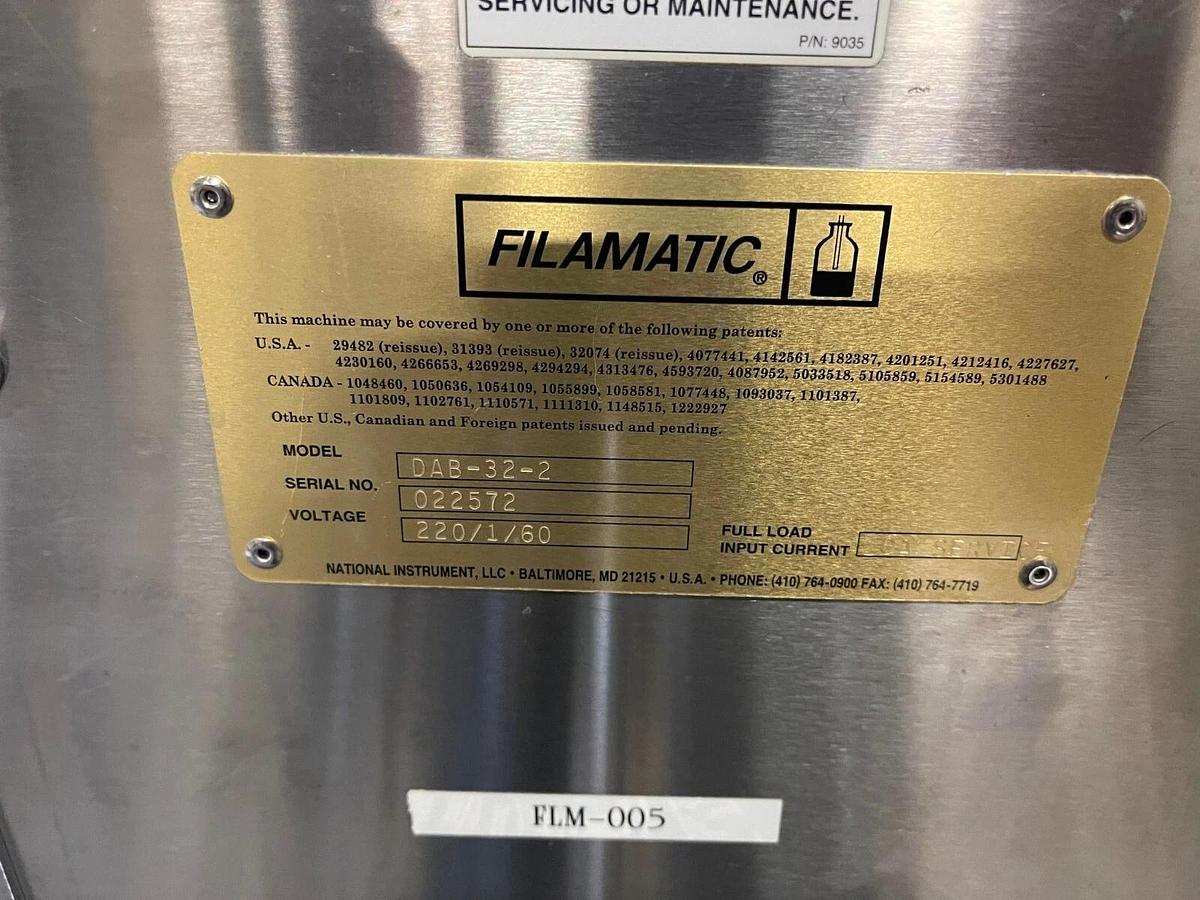 SERVICING OR MAINTENANCE.
P/N: 9035
FILAMATIC®
This machine may be covered by one or more of the following patents:
U.S.A. - 29482 (reissue), 31393 (reissue), 32074 (reissue), 4077441, 4142561, 4182387, 4201251, 4212416, 4227627,
4230160, 4266653, 4269298, 4294294, 4313476, 4593720, 4087952, 5033518, 5105859, 5154589, 5301488
CANADA - 1048460, 1050636, 1054109, 1055899, 1058581, 1077448, 1093037, 1101387,
1101809, 1102761, 1110571, 1111310, 1148515, 1222927
Other U.S., Canadian and Foreign patents issued and pending.
MODEL DAB-32-2
SERIAL NO. 022572
VOLTAGE 220/1/60
FULL LOAD
INPUT CURRENT
NATIONAL INSTRUMENT, LLC • BALTIMORE, MD 21215 • U.S.A. • PHONE: (410) 764-0900 FAX: (410) 764-7719
FLM-005